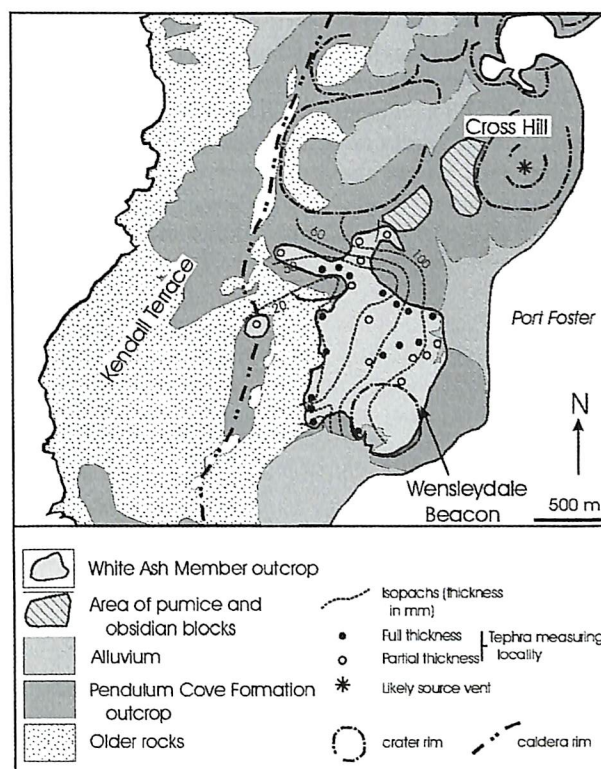 Cross Hill
60
100
20
Kendall Terrace
Port Foster
N
Wensleydale
Beacon
500 m
White Ash Member outcrop
Area of pumice and
obsidian blocks
Alluvium
Pendulum Cove Formation
outcrop
Older rocks
Isopachs (thickness
in mm)
Full thickness
Partial thickness
Tephra measuring
locality
Likely source vent
crater rim
caldera rim